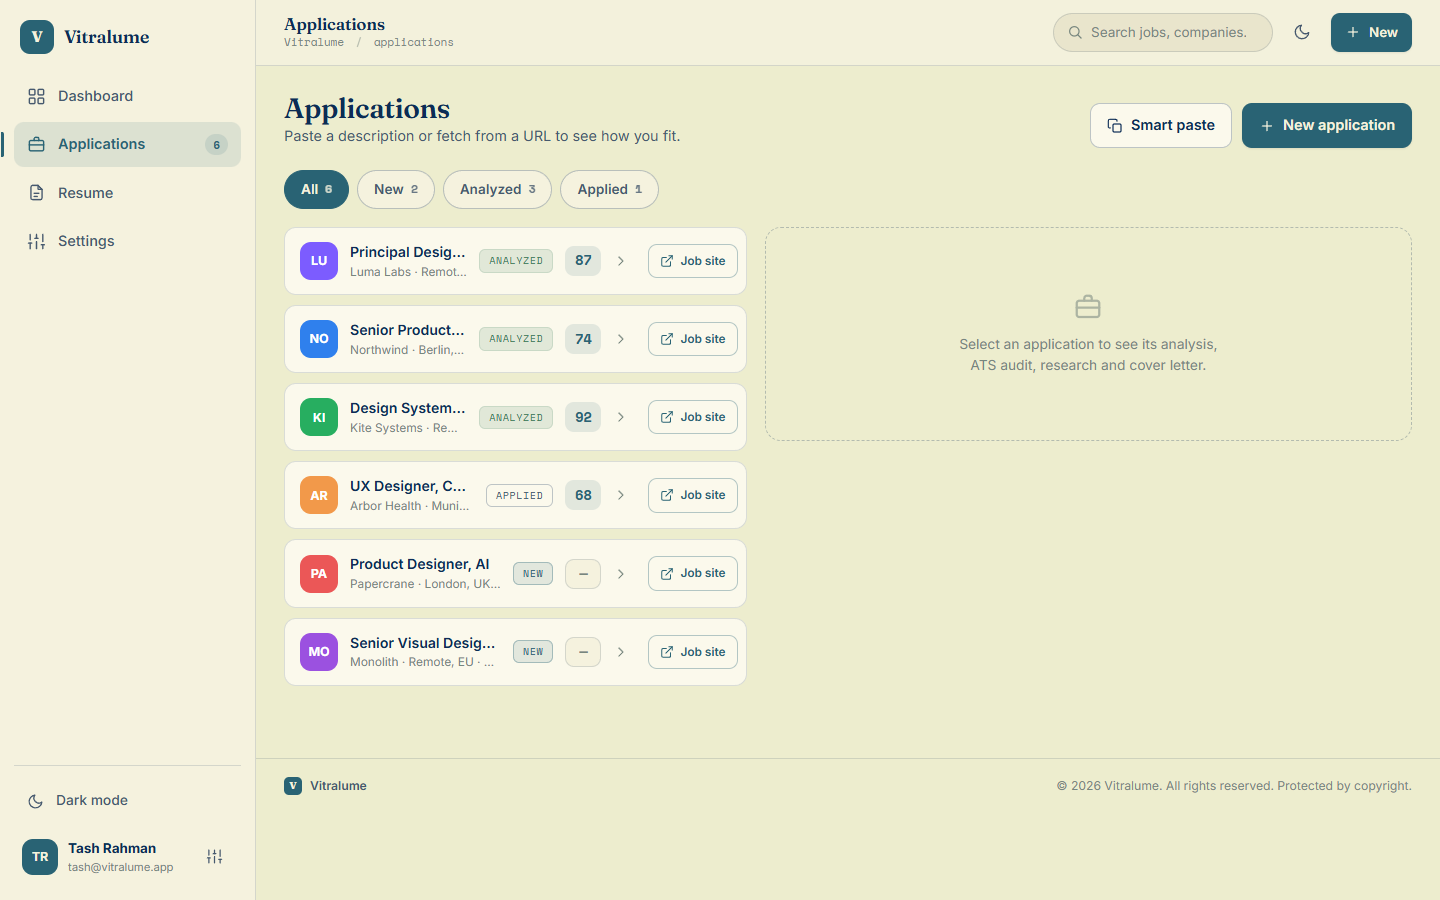 V Vitralume
Dashboard
Applications 6
Resume
Settings
Dark mode
TR Tash Rahman
tash@vitralume.app
Applications
Vitralume / applications
Search jobs, companies.
New
Applications
Paste a description or fetch from a URL to see how you fit.
Smart paste
New application
All 6 New 2 Analyzed 3 Applied 1
LU Principal Desig... ANALYZED 87 Job site
Luma Labs · Remot...
NO Senior Product... ANALYZED 74 Job site
Northwind · Berlin,...
KI Design System... ANALYZED 92 Job site
Kite Systems · Re...
AR UX Designer, C... APPLIED 68 Job site
Arbor Health · Muni...
PA Product Designer, AI NEW — Job site
Papercrane · London, UK...
MO Senior Visual Desig... NEW — Job site
Monolith · Remote, EU · ...
Select an application to see its analysis,
ATS audit, research and cover letter.
V Vitralume
© 2026 Vitralume. All rights reserved. Protected by copyright.